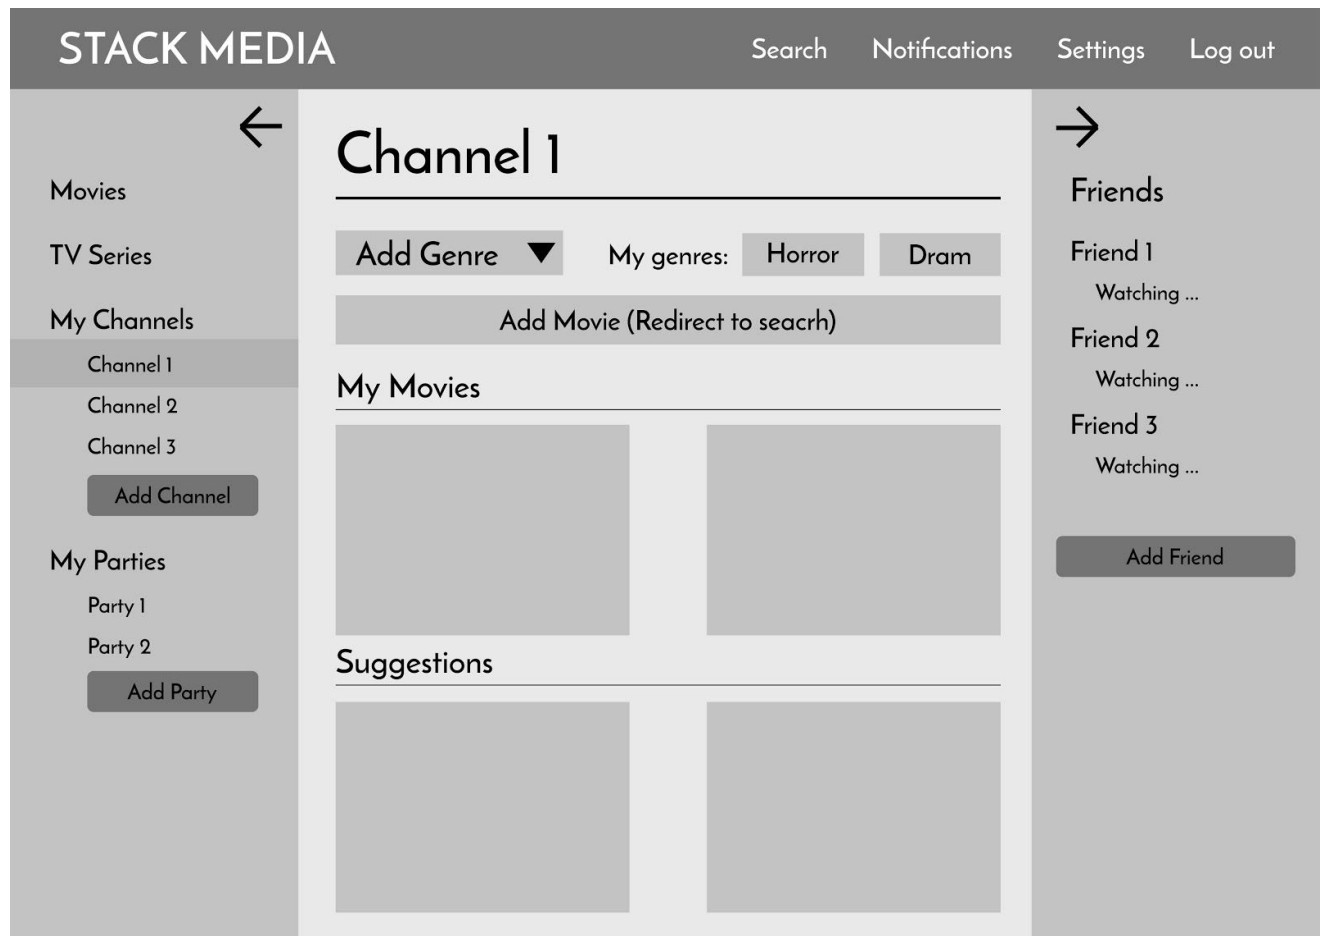 STACK MEDIA
Search Notifications Settings Log out
Movies
TV Series
My Channels
Channel 1
Channel 2
Channel 3
Add Channel
My Parties
Party 1
Party 2
Add Party
Channel 1
Add Genre My genres: Horror Dram
Add Movie (Redirect to seacrh)
My Movies
Suggestions
Friends
Friend 1
Watching ...
Friend 2
Watching ...
Friend 3
Watching ...
Add Friend